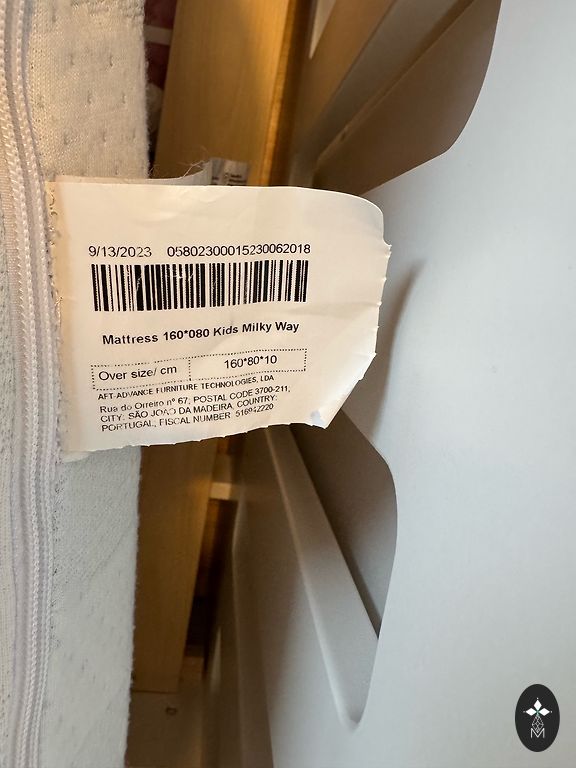 9/13/2023 05802300015230062018
Mattress 160*080 Kids Milky Way
Over size/ cm 160*80*10
AFT-ADVANCE FURNITURE TECHNOLOGIES, LDA
Rua do Orreiro nº 67, POSTAL CODE 3700-211,
CITY: SÃO JOÃO DA MADEIRA, COUNTRY:
PORTUGAL, FISCAL NUMBER: 516942220